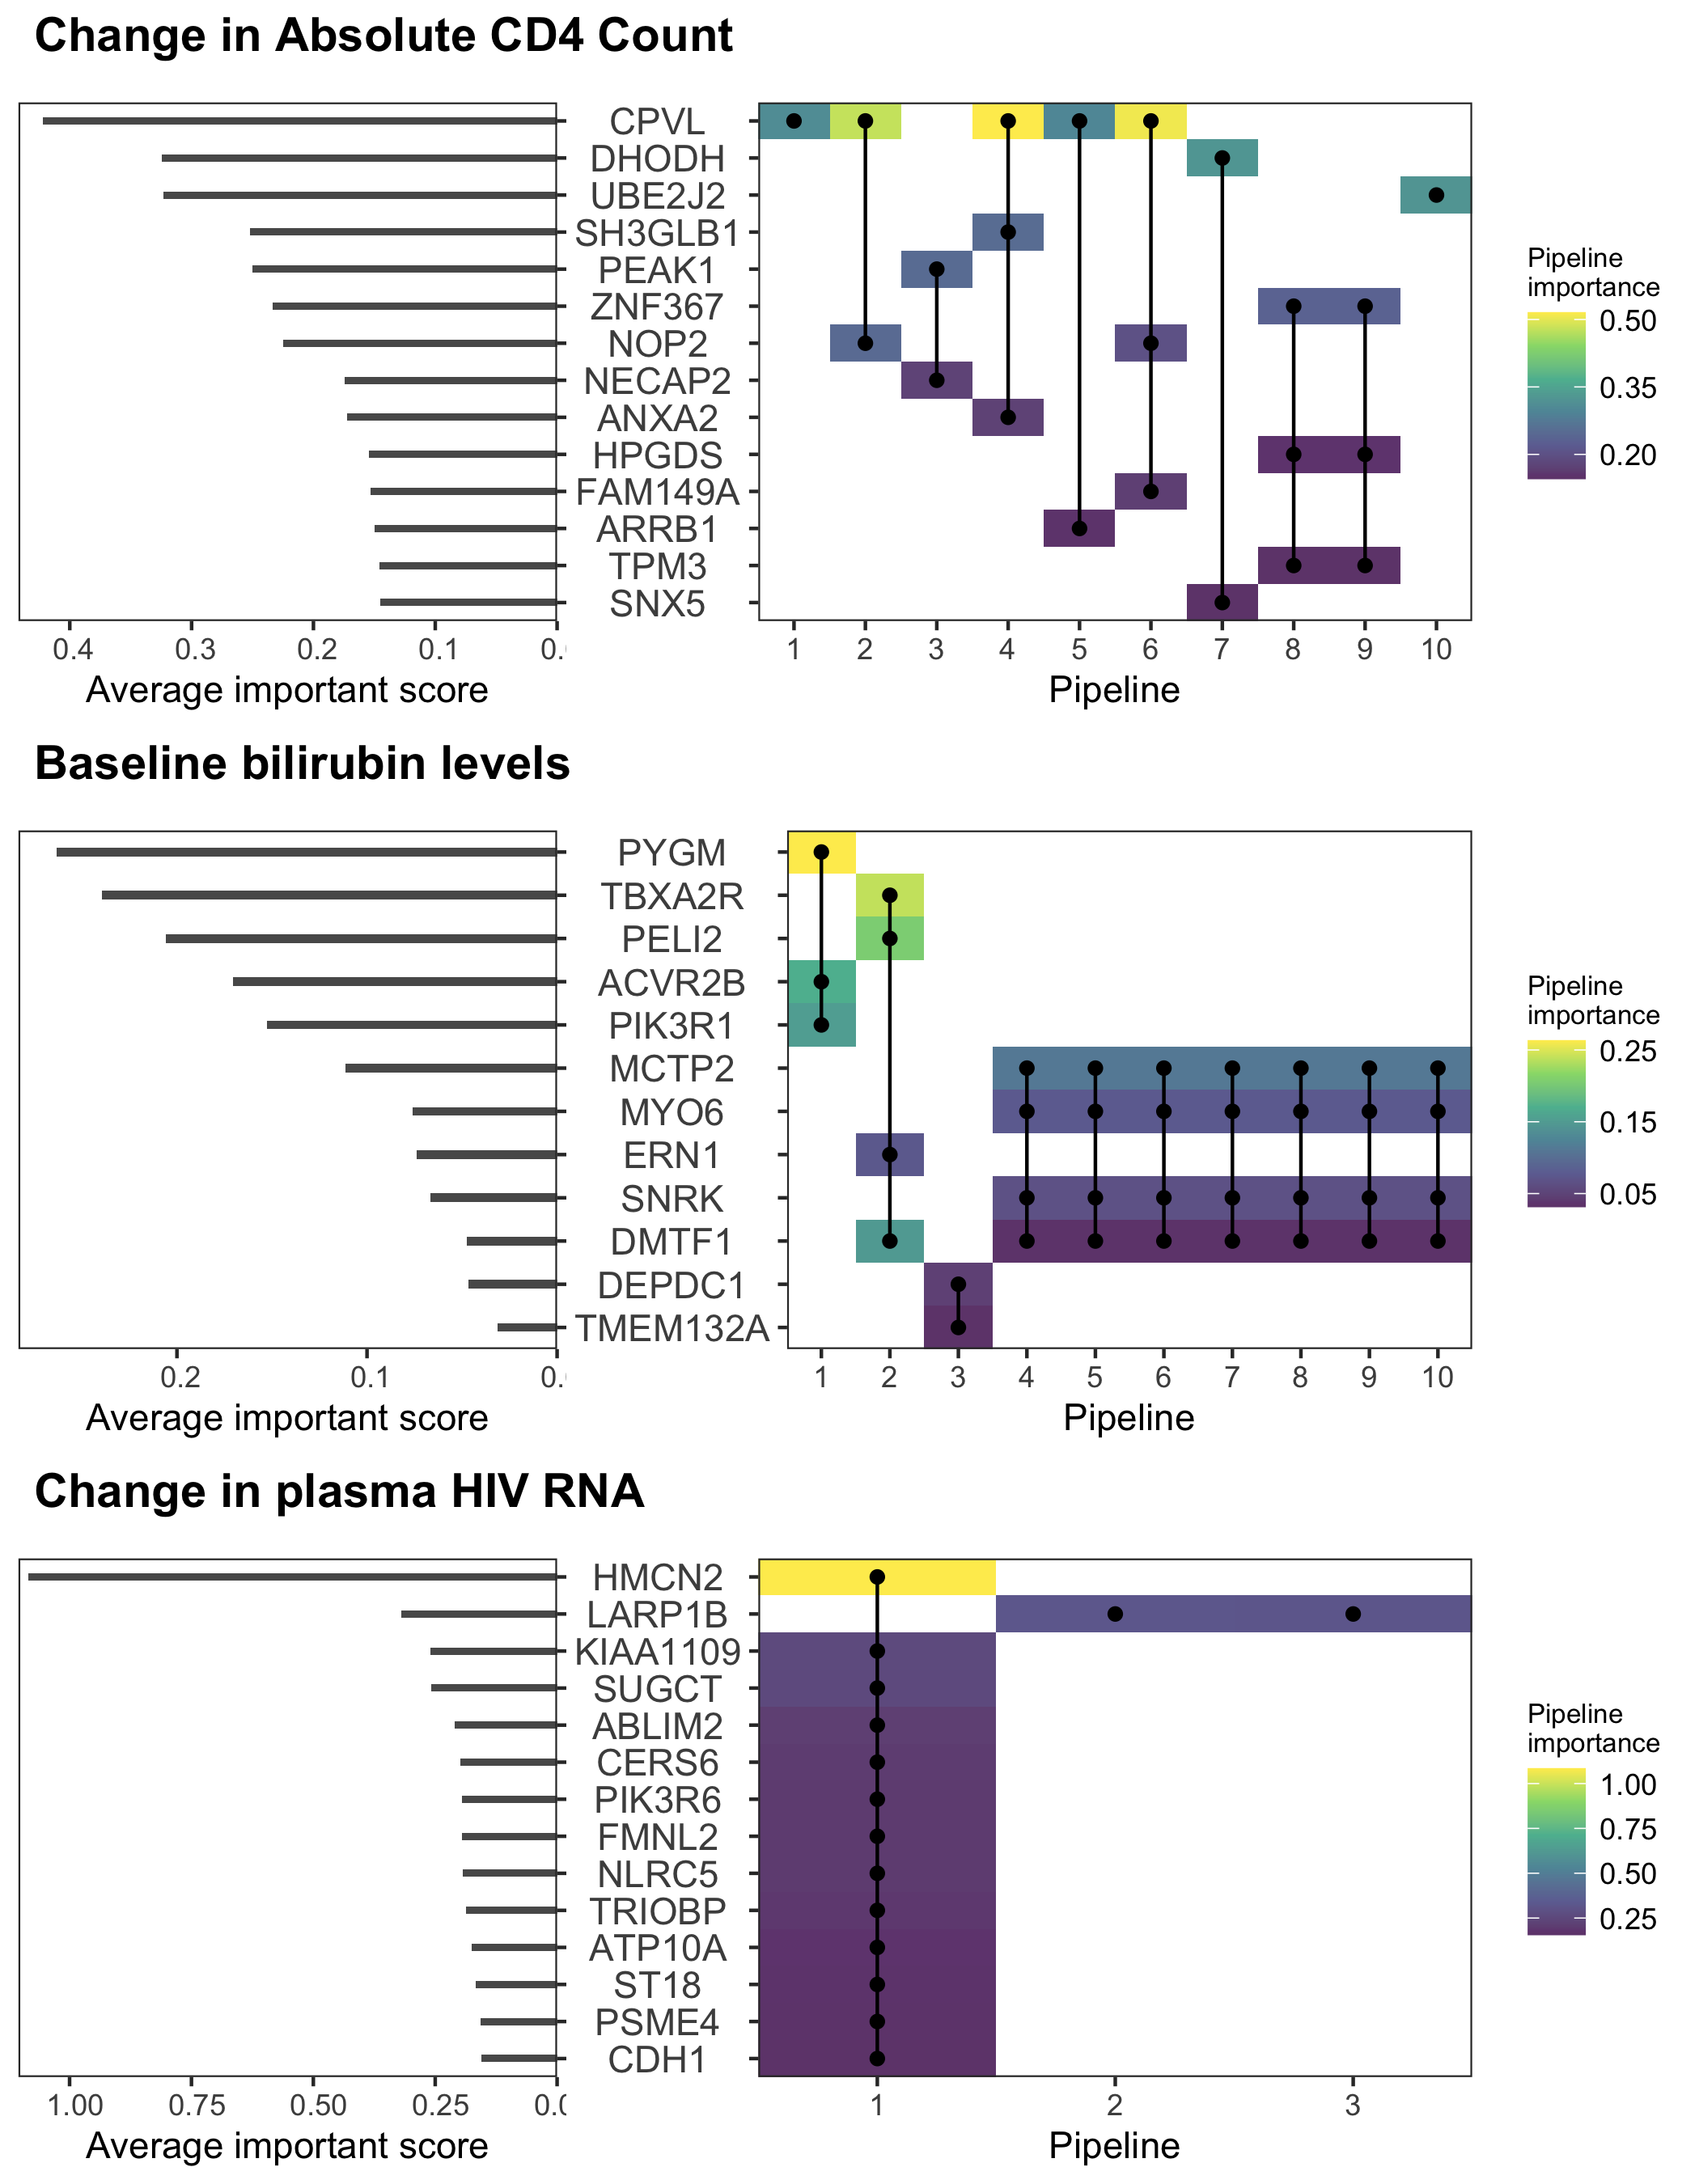 Change in Absolute CD4 Count
CPVL
DHODH
UBE2J2
SH3GLB1
PEAK1
ZNF367
NOP2
NECAP2
ANXA2
HPGDS
FAM149A
ARRB1
TPM3
SNX5
0.4 0.3 0.2 0.1 0.
Average important score
1 2 3 4 5 6 7 8 9 10
Pipeline
Pipeline
importance
0.50
0.35
0.20
Baseline bilirubin levels
PYGM
TBXA2R
PELI2
ACVR2B
PIK3R1
MCTP2
MYO6
ERN1
SNRK
DMTF1
DEPDC1
TMEM132A
0.2 0.1 0.
Average important score
1 2 3 4 5 6 7 8 9 10
Pipeline
Pipeline
importance
0.25
0.15
0.05
Change in plasma HIV RNA
HMCN2
LARP1B
KIAA1109
SUGCT
ABLIM2
CERS6
PIK3R6
FMNL2
NLRC5
TRIOBP
ATP10A
ST18
PSME4
CDH1
1.00 0.75 0.50 0.25 0.0
Average important score
1 2 3
Pipeline
Pipeline
importance
1.00
0.75
0.50
0.25